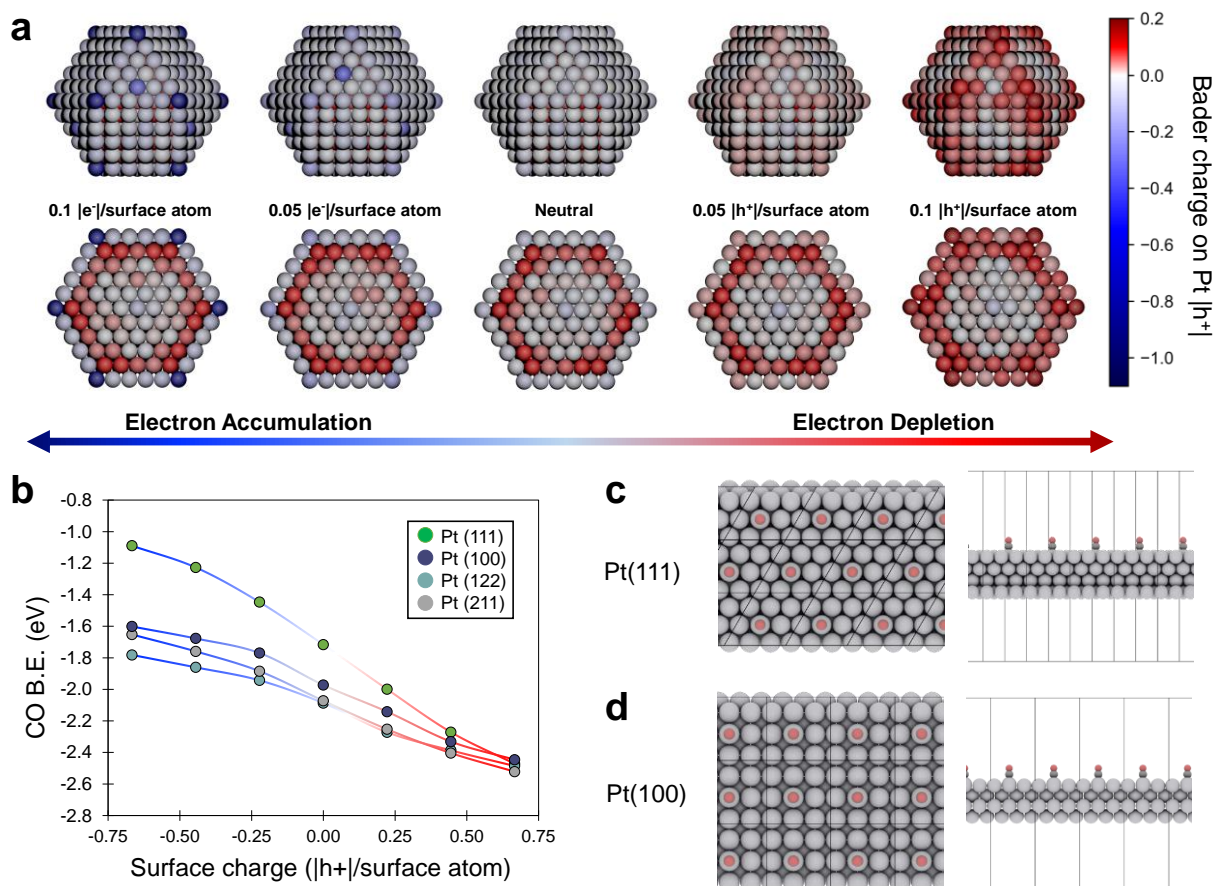 a
0.1 |e⁻|/surface atom
0.05 |e⁻|/surface atom
Neutral
0.05 |h⁺|/surface atom
0.1 |h⁺|/surface atom
0.2
0.0
−0.2
−0.4
−0.6
−0.8
−1.0
Bader charge on Pt |h⁺|
Electron Accumulation
Electron Depletion
b
-0.8
-1.0
-1.2
-1.4
-1.6
-1.8
-2.0
-2.2
-2.4
-2.6
-2.8
CO B.E. (eV)
Pt (111)
Pt (100)
Pt (122)
Pt (211)
-0.75
-0.50
-0.25
0.00
0.25
0.50
0.75
Surface charge (|h+|/surface atom)
c
Pt(111)
d
Pt(100)